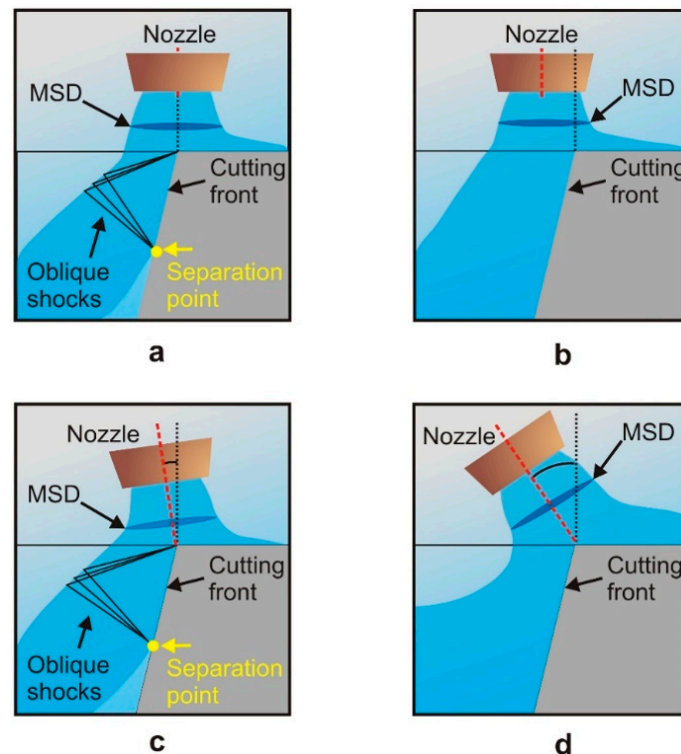 Nozzle
MSD
Cutting
front
Oblique
shocks
Separation
point
a
Nozzle
MSD
Cutting
front
b
Nozzle
MSD
Cutting
front
Oblique
shocks
Separation
point
c
Nozzle
MSD
Cutting
front
d